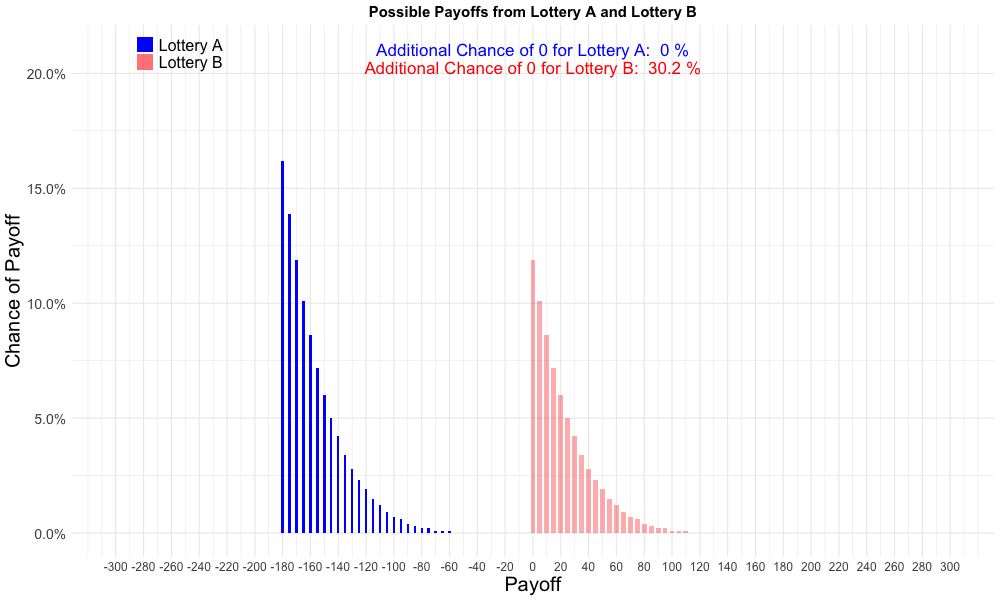 Possible Payoffs from Lottery A and Lottery B
Lottery A
Lottery B
Additional Chance of 0 for Lottery A:  0 %
Additional Chance of 0 for Lottery B:  30.2 %
Chance of Payoff
20.0%
15.0%
10.0%
5.0%
0.0%
-300 -280 -260 -240 -220 -200 -180 -160 -140 -120 -100 -80 -60 -40 -20 0 20 40 60 80 100 120 140 160 180 200 220 240 260 280 300
Payoff